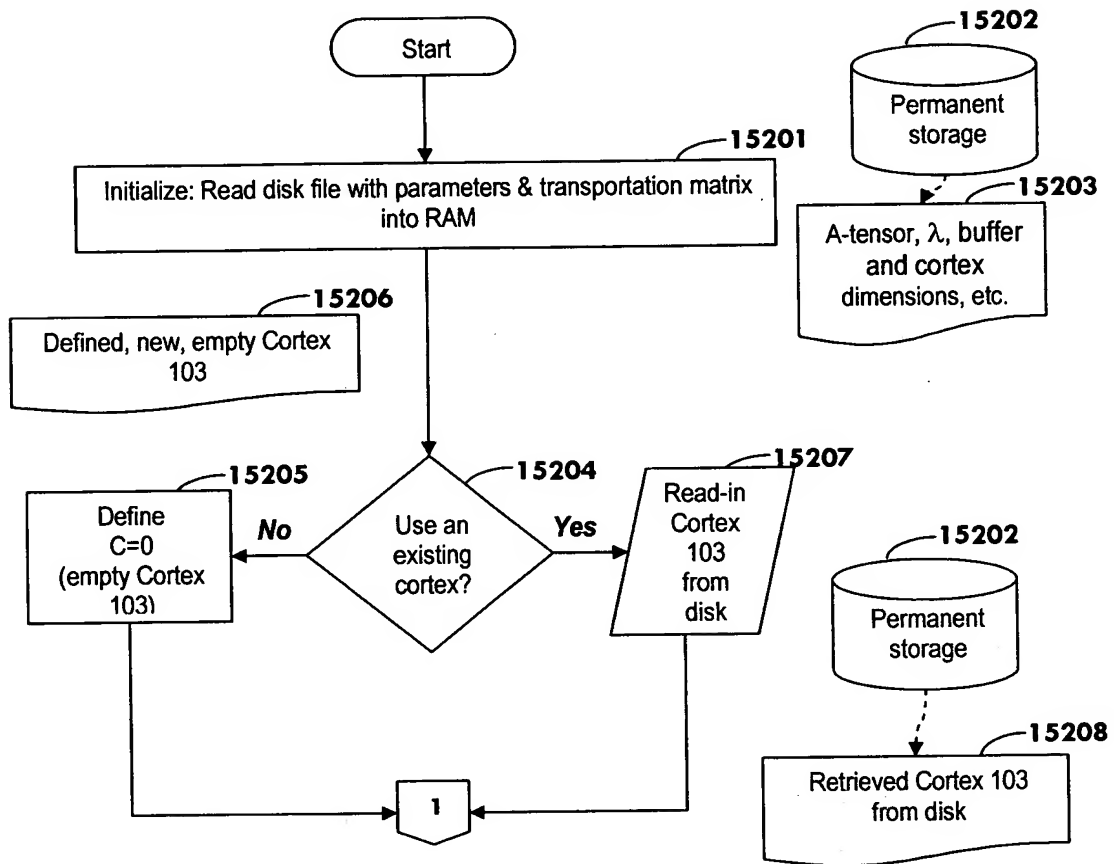 Start
15202
Permanent
storage
15201
Initialize: Read disk file with parameters & transportation matrix
into RAM
15203
A-tensor, λ, buffer
and cortex
dimensions, etc.
15206
Defined, new, empty Cortex
103
15204
Use an
existing
cortex?
No
Yes
15205
Define
C=0
(empty Cortex
103)
15207
Read-in
Cortex
103
from
disk
15202
Permanent
storage
15208
Retrieved Cortex 103
from disk
1